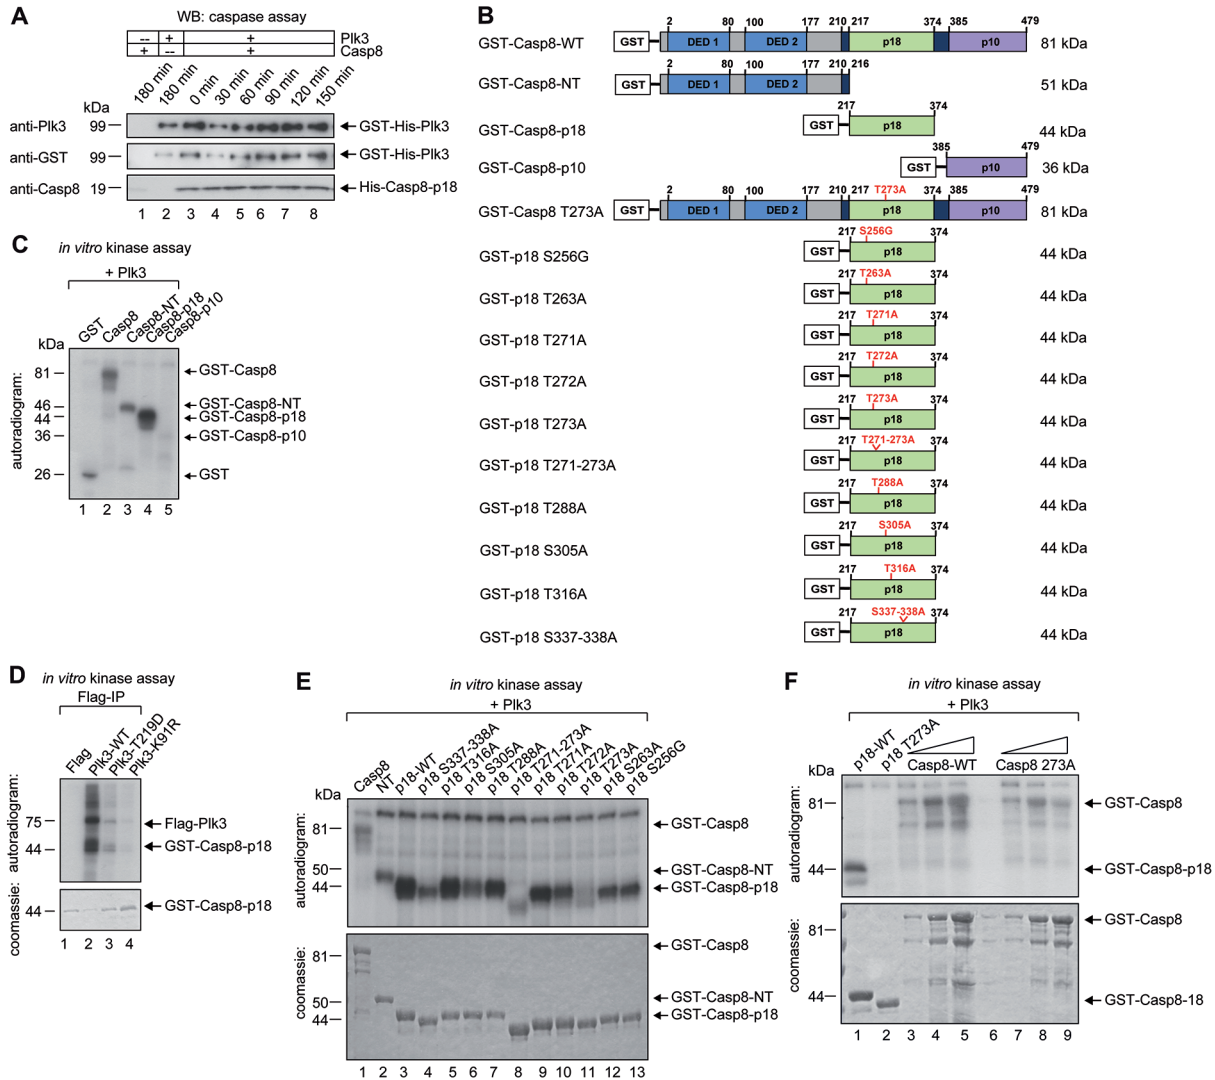 A
WB: caspase assay
-- + + Plk3
+ -- + Casp8
180 min 180 min 0 min 30 min 60 min 90 min 120 min 150 min
kDa
anti-Plk3 99 GST-His-Plk3
anti-GST 99 GST-His-Plk3
anti-Casp8 19 His-Casp8-p18
1 2 3 4 5 6 7 8
B
2 80 100 177 210 217 374 385 479
GST-Casp8-WT GST DED 1 DED 2 p18 p10 81 kDa
2 80 100 177 210 216
GST-Casp8-NT GST DED 1 DED 2 51 kDa
217 374
GST-Casp8-p18 GST p18 44 kDa
385 479
GST-Casp8-p10 GST p10 36 kDa
2 80 100 177 210 217 T273A 374 385 479
GST-Casp8 T273A GST DED 1 DED 2 p18 p10 81 kDa
217 S256G 374
GST-p18 S256G GST p18 44 kDa
217 T263A 374
GST-p18 T263A GST p18 44 kDa
217 T271A 374
GST-p18 T271A GST p18 44 kDa
217 T272A 374
GST-p18 T272A GST p18 44 kDa
217 T273A 374
GST-p18 T273A GST p18 44 kDa
217 T271-273A 374
GST-p18 T271-273A GST p18 44 kDa
217 T288A 374
GST-p18 T288A GST p18 44 kDa
217 S305A 374
GST-p18 S305A GST p18 44 kDa
217 T316A 374
GST-p18 T316A GST p18 44 kDa
217 S337-338A 374
GST-p18 S337-338A GST p18 44 kDa
C
in vitro kinase assay
+ Plk3
GST Casp8 Casp8-NT Casp8-p18 Casp8-p10
kDa
autoradiogram:
81 GST-Casp8
46 GST-Casp8-NT
44 GST-Casp8-p18
36 GST-Casp8-p10
26 GST
1 2 3 4 5
D
in vitro kinase assay
Flag-IP
Flag Plk3-WT Plk3-T219D Plk3-K91R
autoradiogram:
75 Flag-Plk3
44 GST-Casp8-p18
coomassie:
44 GST-Casp8-p18
1 2 3 4
E
in vitro kinase assay
+ Plk3
Casp8 NT p18-WT p18 S337-338A p18 T316A p18 S305A p18 T288A p18 T271-273A p18 T271A p18 T272A p18 T273A p18 S263A p18 S256G
kDa
autoradiogram:
81 GST-Casp8
50 GST-Casp8-NT
44 GST-Casp8-p18
coomassie:
81 GST-Casp8
50 GST-Casp8-NT
44 GST-Casp8-p18
1 2 3 4 5 6 7 8 9 10 11 12 13
F
in vitro kinase assay
+ Plk3
p18-WT p18 T273A Casp8-WT Casp8 273A
kDa
autoradiogram:
81 GST-Casp8
44 GST-Casp8-p18
coomassie:
81 GST-Casp8
44 GST-Casp8-18
1 2 3 4 5 6 7 8 9